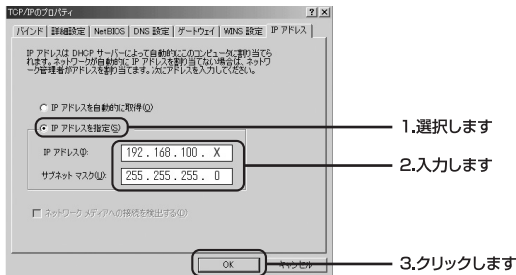 TCP/IPのプロパティ
バインド 詳細設定 NetBIOS DNS 設定 ゲートウェイ WINS 設定 IP アドレス
IP アドレスは DHCP サーバーによって自動的にこのコンピュータに割り当てら
れます。ネットワークが自動的に IP アドレスを割り当てない場合は、ネットワ
ーク管理者がアドレスを割り当てます。次にアドレスを入力してください。
IP アドレスを自動的に取得(O)
IP アドレスを指定(S)
1.選択します
IP アドレス(I):
192 . 168 . 100 . X
2.入力します
サブネット マスク(U):
255 . 255 . 255 . 0
ネットワーク メディアへの接続を検出する(D)
OK
キャンセル
3.クリックします